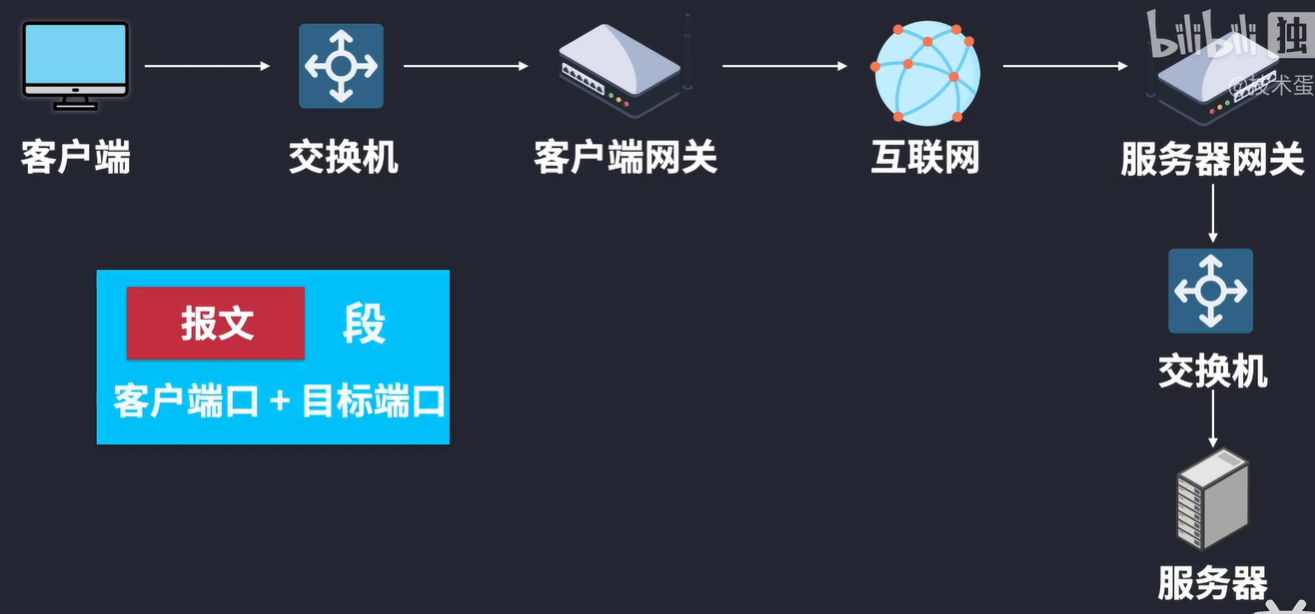 bilibili 独
@技术蛋
客户端
交换机
客户端网关
互联网
服务器网关
报文 段
客户端口 + 目标端口
交换机
服务器